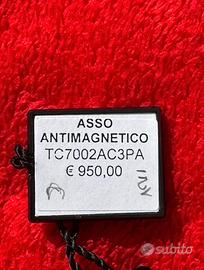 ASSO
ANTIMAGNETICO
TC7002AC3PA
€ 950,00
subito